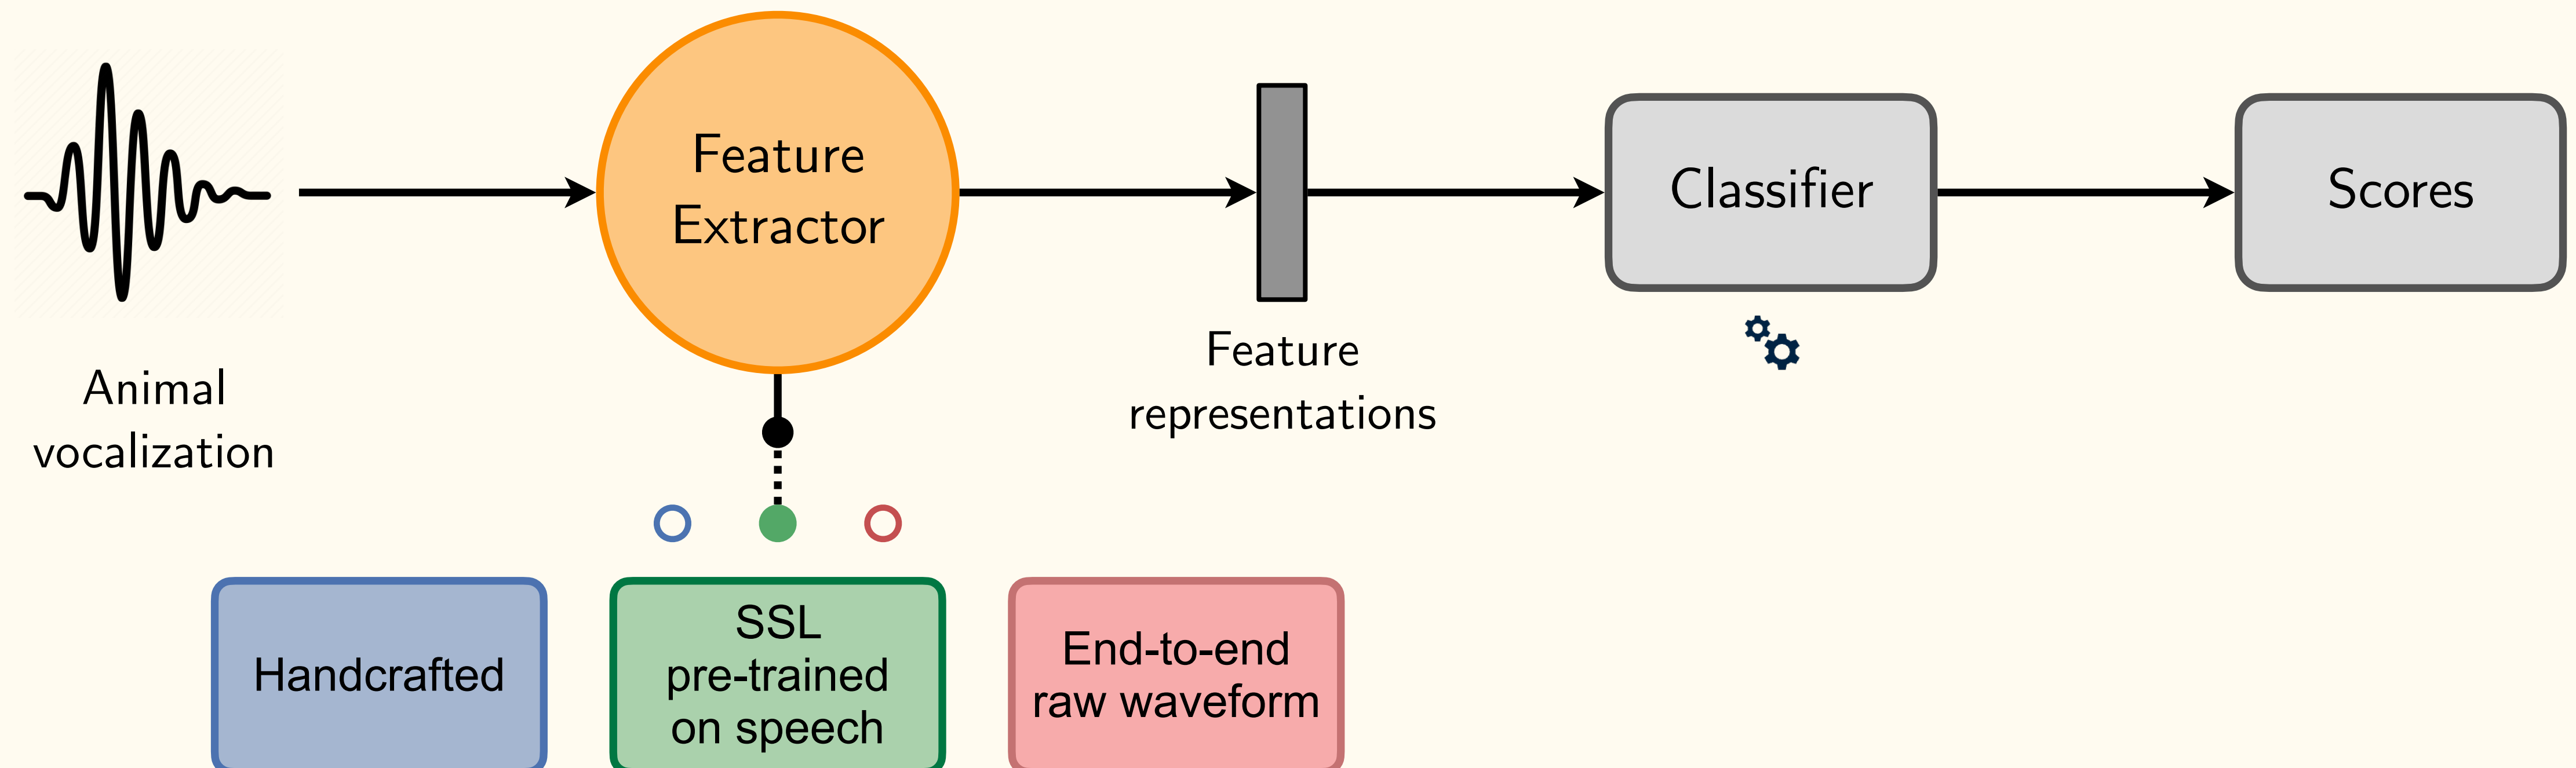 Feature
Extractor
Classifier
Scores
Animal
vocalization
Feature
representations
Handcrafted
SSL
pre-trained
on speech
End-to-end
raw waveform